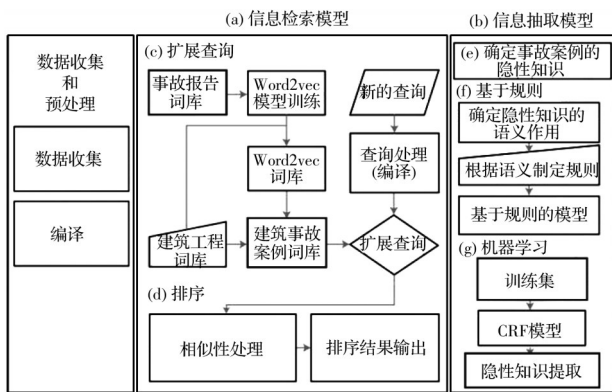 (a) 信息检索模型
(b) 信息抽取模型
数据收集
和
预处理
数据收集
编译
(c) 扩展查询
事故报告
词库
Word2vec
模型训练
新的查询
Word2vec
词库
查询处理
(编译)
建筑工程
词库
建筑事故
案例词库
扩展查询
(d) 排序
相似性处理
排序结果输出
(e) 确定事故案例的
隐性知识
(f) 基于规则
确定隐性知识的
语义作用
根据语义制定规则
基于规则的模型
(g) 机器学习
训练集
CRF模型
隐性知识提取